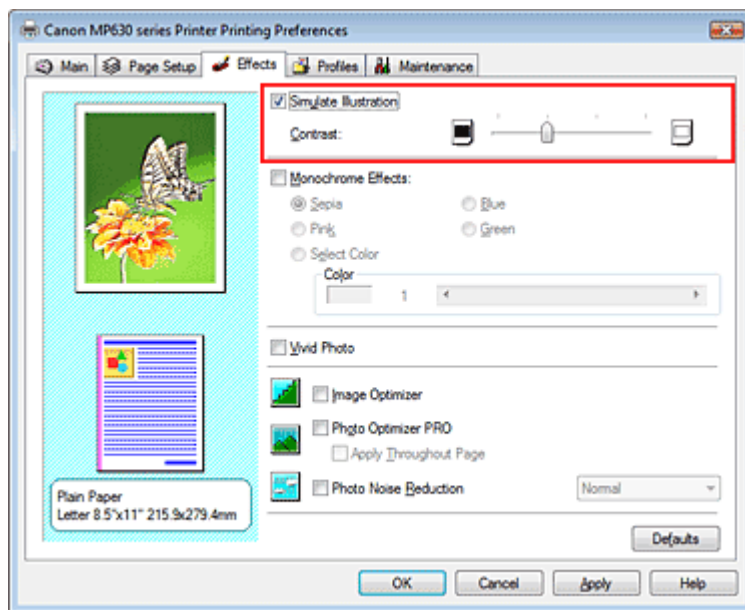 Canon MP630 series Printer Printing Preferences
Main Page Setup Effects Profiles Maintenance
Simulate Illustration
Contrast:
Monochrome Effects:
Sepia Blue
Pink Green
Select Color
Color
1
Vivid Photo
Image Optimizer
Photo Optimizer PRO
Apply Throughout Page
Photo Noise Reduction Normal
Plain Paper
Letter 8.5"x11" 215.9x279.4mm
Defaults
OK Cancel Apply Help